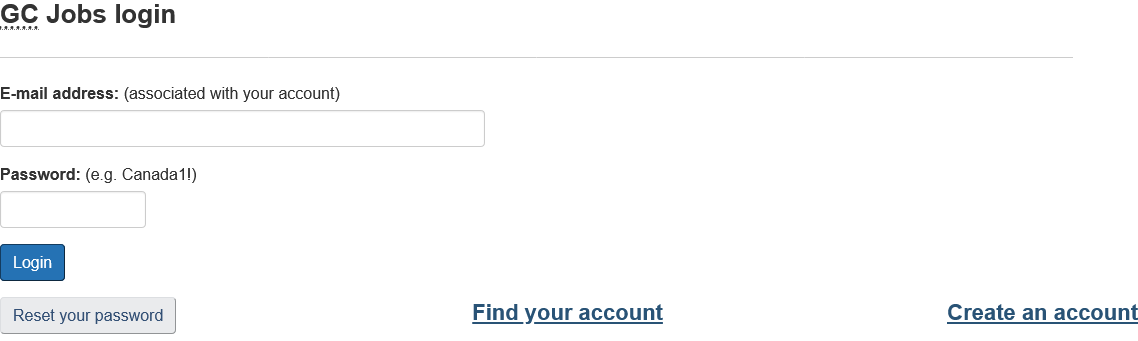 GC Jobs login
E-mail address: (associated with your account)
Password: (e.g. Canada1!)
Login
Reset your password
Find your account
Create an account